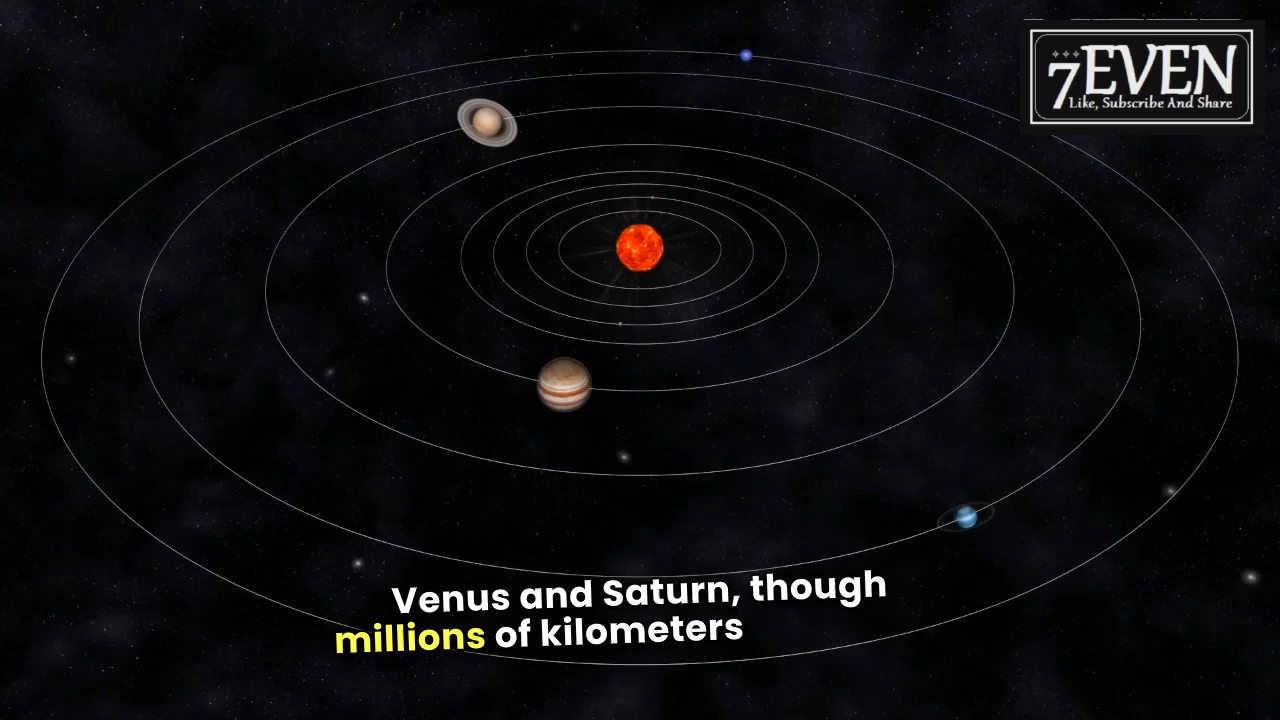 7EVEN
Like, Subscribe And Share
Venus and Saturn, though
millions of kilometers